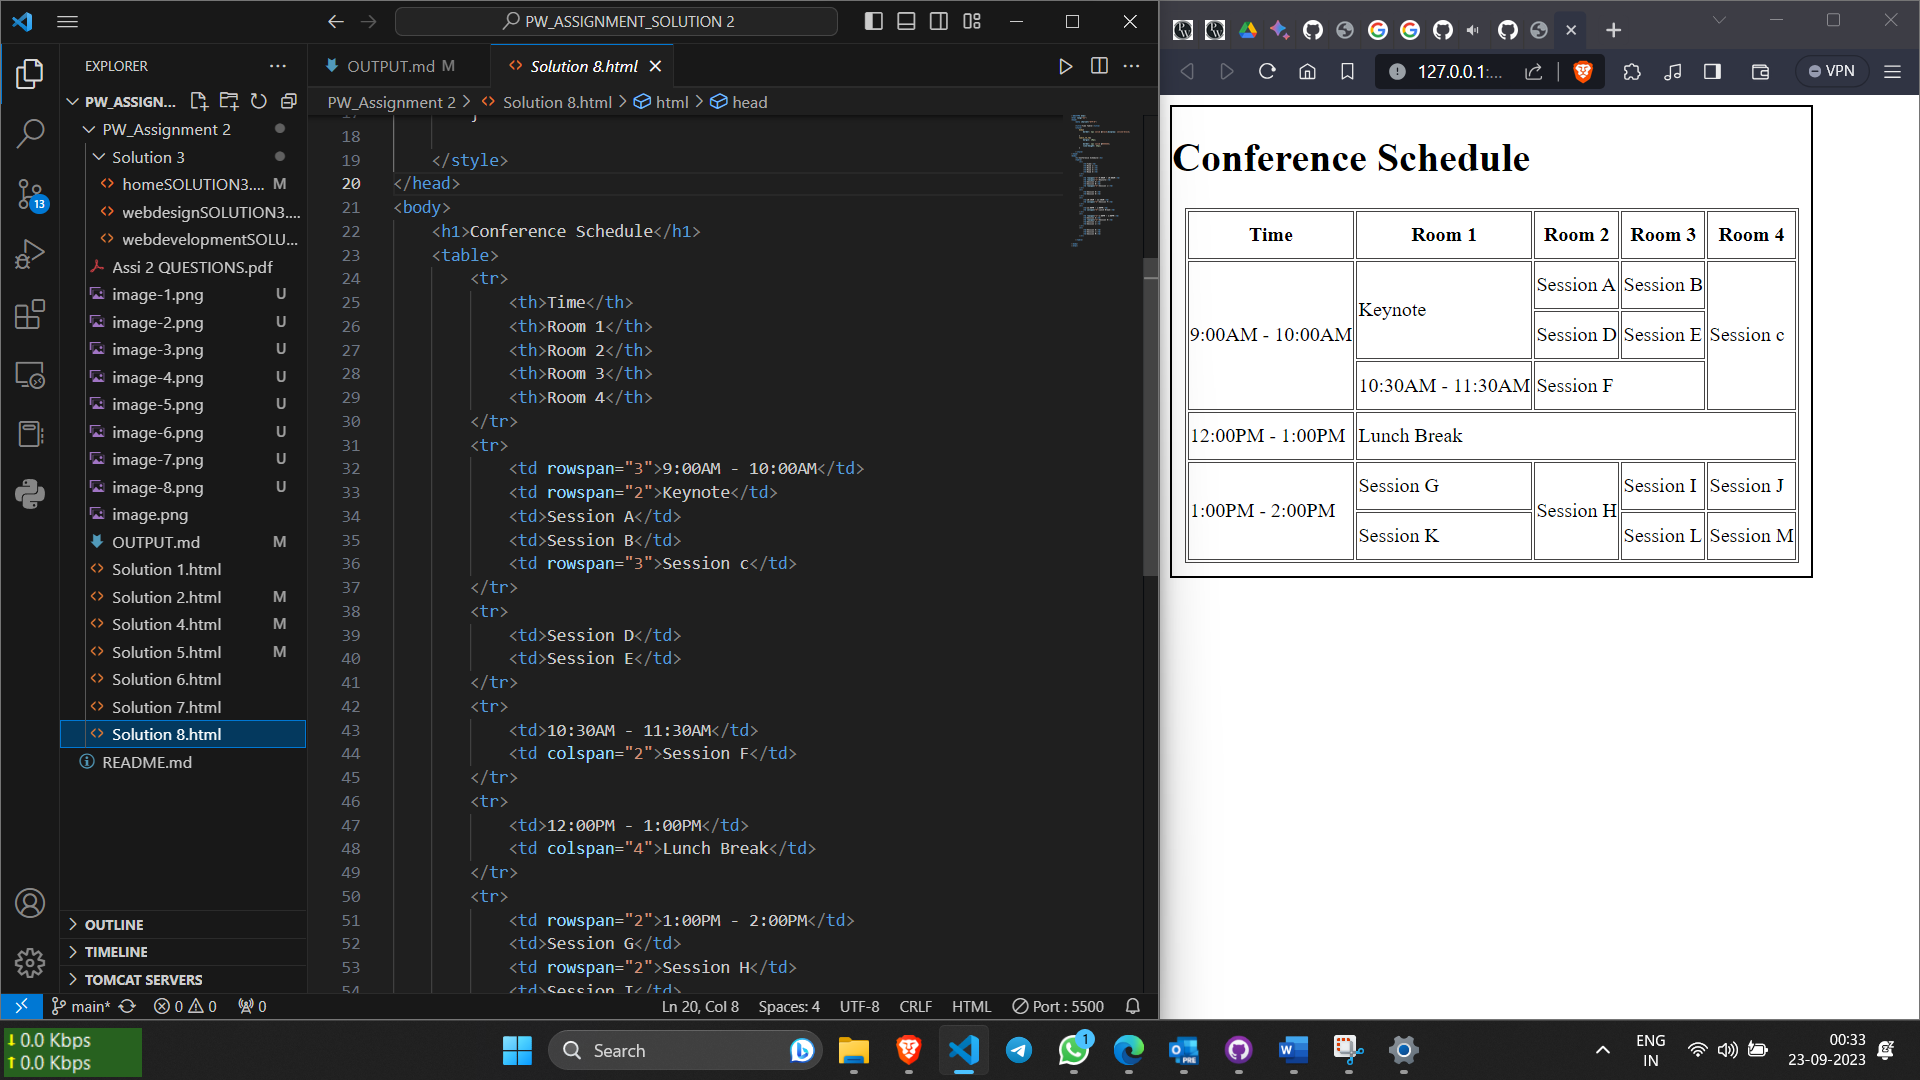 PW_ASSIGNMENT_SOLUTION 2
EXPLORER
PW_ASSIGN...
PW_Assignment 2
Solution 3
homeSOLUTION3.... M
webdesignSOLUTION3....
webdevelopmentSOLU...
Assi 2 QUESTIONS.pdf
image-1.png U
image-2.png U
image-3.png U
image-4.png U
image-5.png U
image-6.png U
image-7.png U
image-8.png U
image.png
OUTPUT.md M
Solution 1.html
Solution 2.html M
Solution 4.html M
Solution 5.html M
Solution 6.html
Solution 7.html
Solution 8.html
README.md
OUTLINE
TIMELINE
TOMCAT SERVERS
13
OUTPUT.md M
Solution 8.html
PW_Assignment 2 > Solution 8.html > html > head
18
19 </style>
20 </head>
21 <body>
22 <h1>Conference Schedule</h1>
23 <table>
24 <tr>
25 <th>Time</th>
26 <th>Room 1</th>
27 <th>Room 2</th>
28 <th>Room 3</th>
29 <th>Room 4</th>
30 </tr>
31 <tr>
32 <td rowspan="3">9:00AM - 10:00AM</td>
33 <td rowspan="2">Keynote</td>
34 <td>Session A</td>
35 <td>Session B</td>
36 <td rowspan="3">Session c</td>
37 </tr>
38 <tr>
39 <td>Session D</td>
40 <td>Session E</td>
41 </tr>
42 <tr>
43 <td>10:30AM - 11:30AM</td>
44 <td colspan="2">Session F</td>
45 </tr>
46 <tr>
47 <td>12:00PM - 1:00PM</td>
48 <td colspan="4">Lunch Break</td>
49 </tr>
50 <tr>
51 <td rowspan="2">1:00PM - 2:00PM</td>
52 <td>Session G</td>
53 <td rowspan="2">Session H</td>
54 <td>Session I</td>
main* 0 0 0
Ln 20, Col 8 Spaces: 4 UTF-8 CRLF HTML Port : 5500
127.0.0.1:...
VPN
Conference Schedule
Time Room 1 Room 2 Room 3 Room 4
9:00AM - 10:00AM Keynote Session A Session B Session c
Session D Session E
10:30AM - 11:30AM Session F
12:00PM - 1:00PM Lunch Break
1:00PM - 2:00PM Session G Session H Session I Session J
Session K Session L Session M
0.0 Kbps
0.0 Kbps
Search
PRE
1
ENG
IN
00:33
23-09-2023